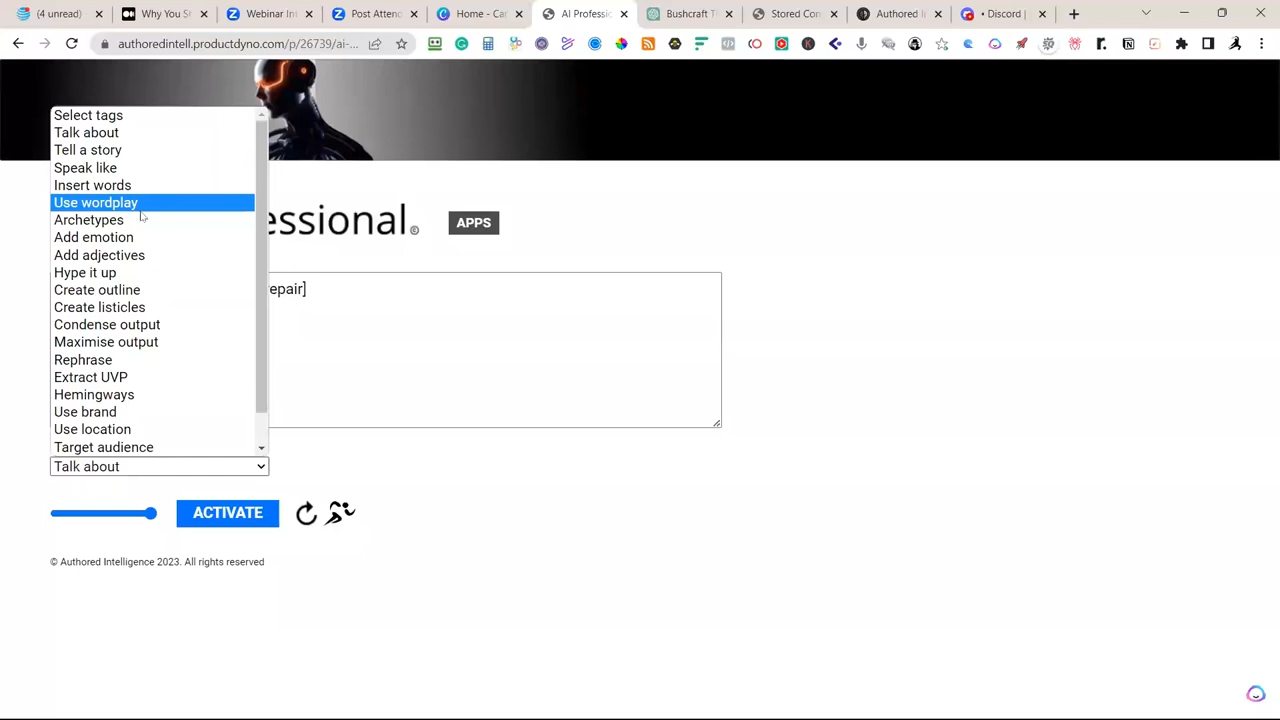 (4 unread)
Why You S
Webinar In
Post Atten
Home - Ca
AI Professio
Bushcraft T
Stored Com
Authored I
• Discord |
authoredintell.productdyno.com/p/26739/ai-...
Select tags
Talk about
Tell a story
Speak like
Insert words
Use wordplay
Archetypes
Add emotion
Add adjectives
Hype it up
Create outline
Create listicles
Condense output
Maximise output
Rephrase
Extract UVP
Hemingways
Use brand
Use location
Target audience
essional.©
APPS
epair]
Talk about
ACTIVATE
© Authored Intelligence 2023. All rights reserved